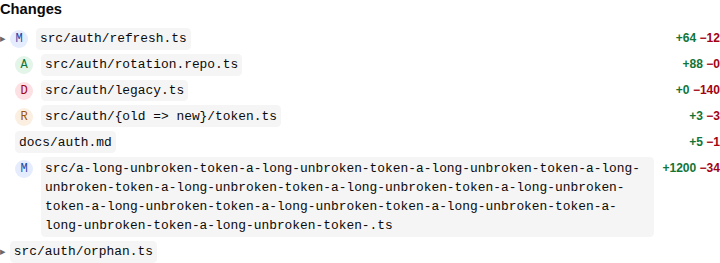 Changes
▸ M src/auth/refresh.ts +64 −12
A src/auth/rotation.repo.ts +88 −0
D src/auth/legacy.ts +0 −140
R src/auth/{old => new}/token.ts +3 −3
docs/auth.md +5 −1
M src/a-long-unbroken-token-a-long-unbroken-token-a-long-unbroken-token-a-long- +1200 −34
unbroken-token-a-long-unbroken-token-a-long-unbroken-token-a-long-unbroken-
token-a-long-unbroken-token-a-long-unbroken-token-a-long-unbroken-token-a-
long-unbroken-token-a-long-unbroken-token-.ts
▸ src/auth/orphan.ts